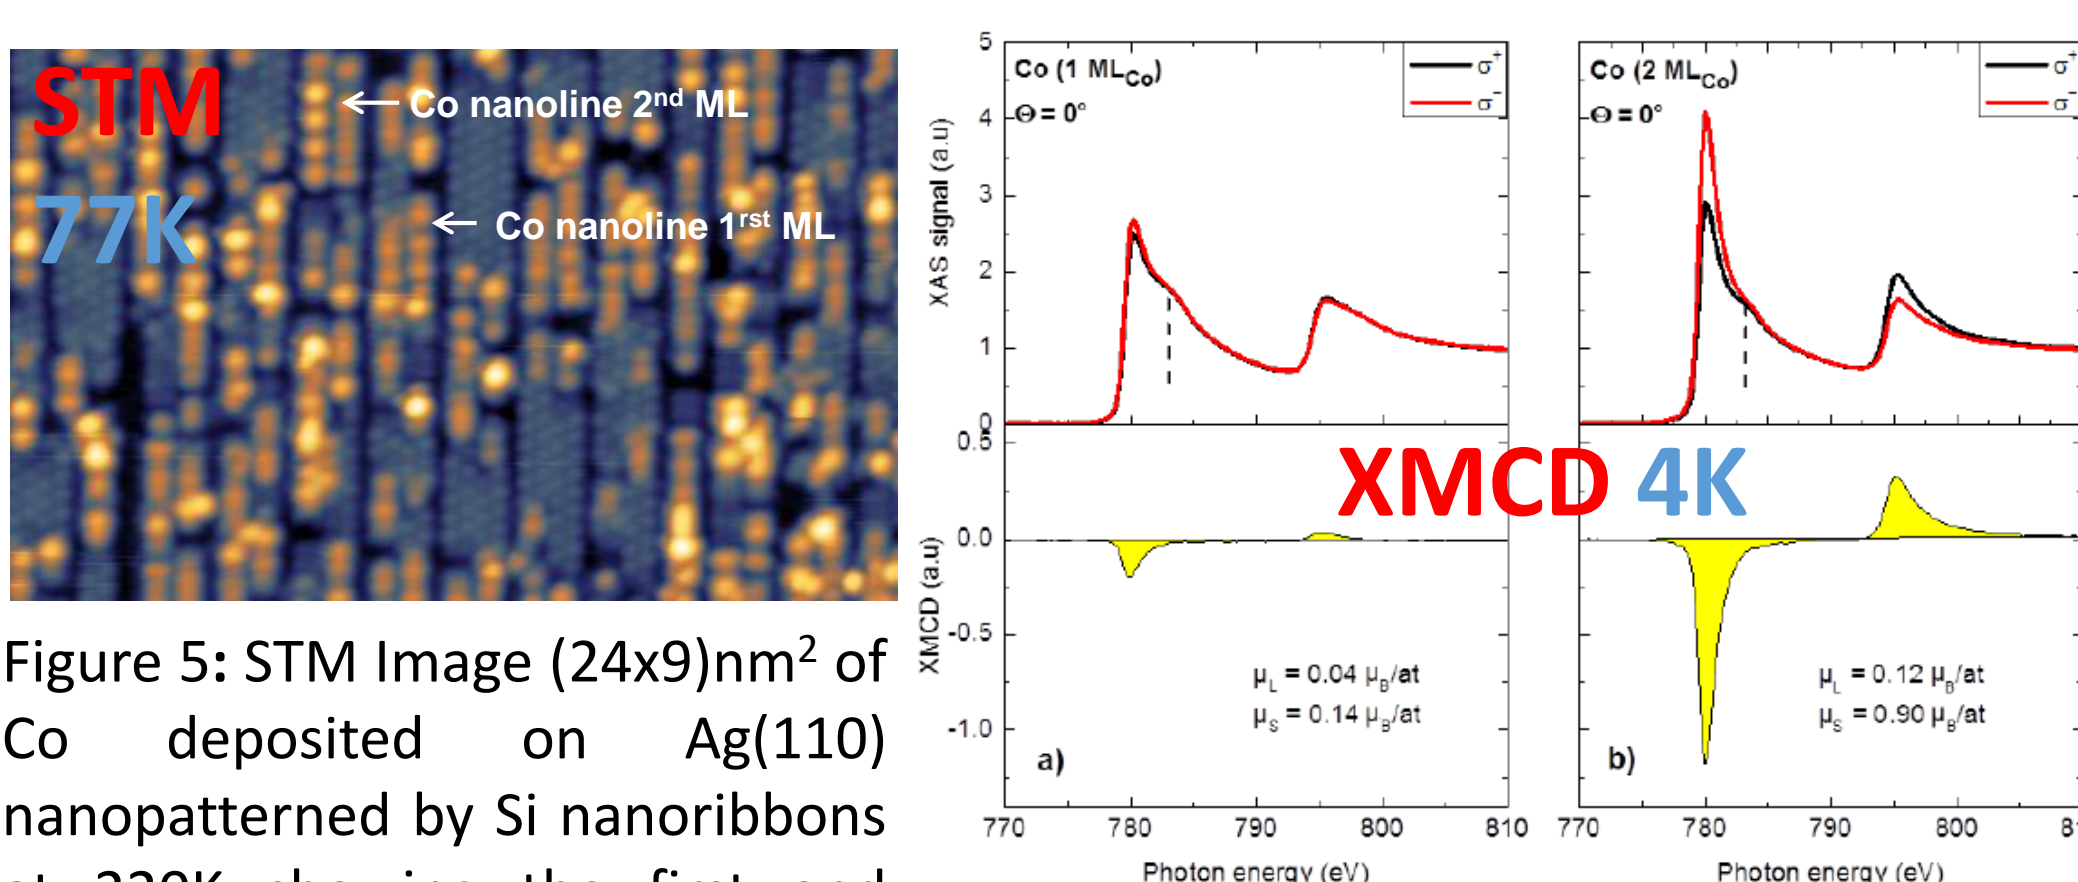 STM
77K
Co nanoline 2nd ML
Co nanoline 1rst ML
Figure 5: STM Image (24x9)nm2 of
Co deposited on Ag(110)
nanopatterned by Si nanoribbons
XMCD 4K
5
4
3
2
1
0
XAS signal (a.u)
Co (1 MLCo)
Θ = 0°
σ+
σ-
0.5
0.0
-0.5
-1.0
XMCD (a.u)
μL = 0.04 μB/at
μS = 0.14 μB/at
a)
770 780 790 800 810
Photon energy (eV)
Co (2 MLCo)
Θ = 0°
σ+
σ-
μL = 0.12 μB/at
μS = 0.90 μB/at
b)
770 780 790 800
Photon energy (eV)